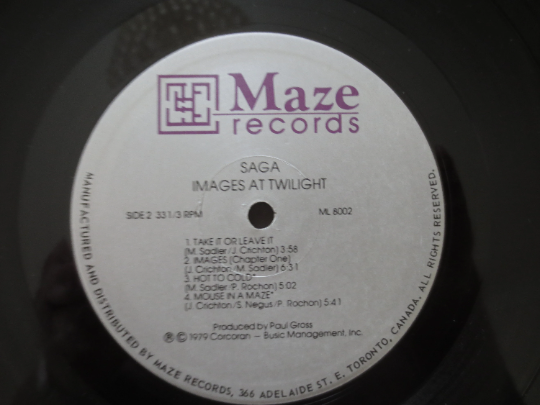 Maze
records
SAGA
IMAGES AT TWILIGHT
SIDE 2 33 1/3 RPM ML 8002
1. TAKE IT OR LEAVE IT
(M. Sadler/J. Crichton) 3:58
2. IMAGES (Chapter One)
(J. Crichton/M. Sadler) 6:31
3. HOT TO COLD*
(M. Sadler/P. Rochon) 5:02
4. MOUSE IN A MAZE*
(J. Crichton/S. Negus/P. Rochon) 5:41
Produced by Paul Gross
℗ © 1979 Corcoran – Busic Management, Inc.
MANUFACTURED AND DISTRIBUTED BY MAZE RECORDS, 366 ADELAIDE ST. E. TORONTO, CANADA. ALL RIGHTS RESERVED.